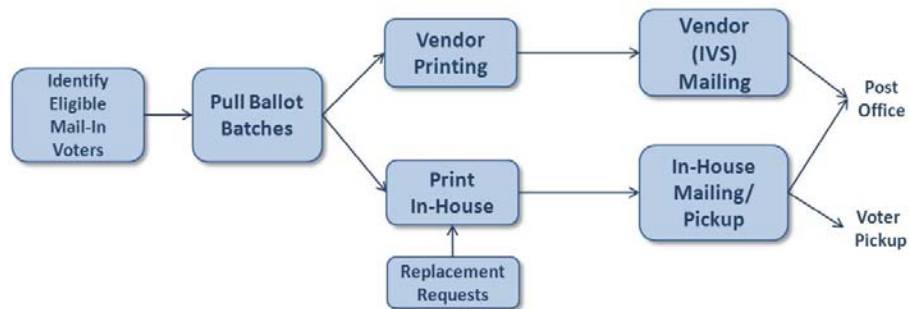 Identify
Eligible
Mail-In
Voters
Pull Ballot
Batches
Vendor
Printing
Vendor
(IVS)
Mailing
Post
Office
Print
In-House
In-House
Mailing/
Pickup
Voter
Pickup
Replacement
Requests